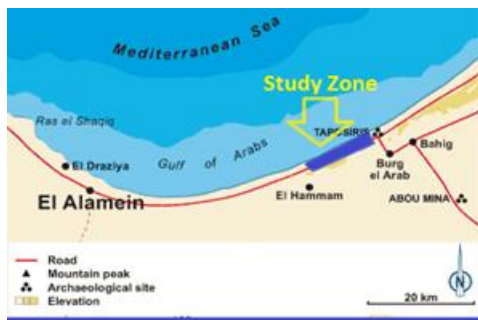 Mediterranean Sea
Study Zone
Ras el Shaqiq
TAPOSIRIS
Gulf of Arabs
Bahig
El Draziya
Burg
el Arab
El Alamein
El Hammam
ABOU MINA
Road
Mountain peak
Archaeological site
Elevation
N
20 km